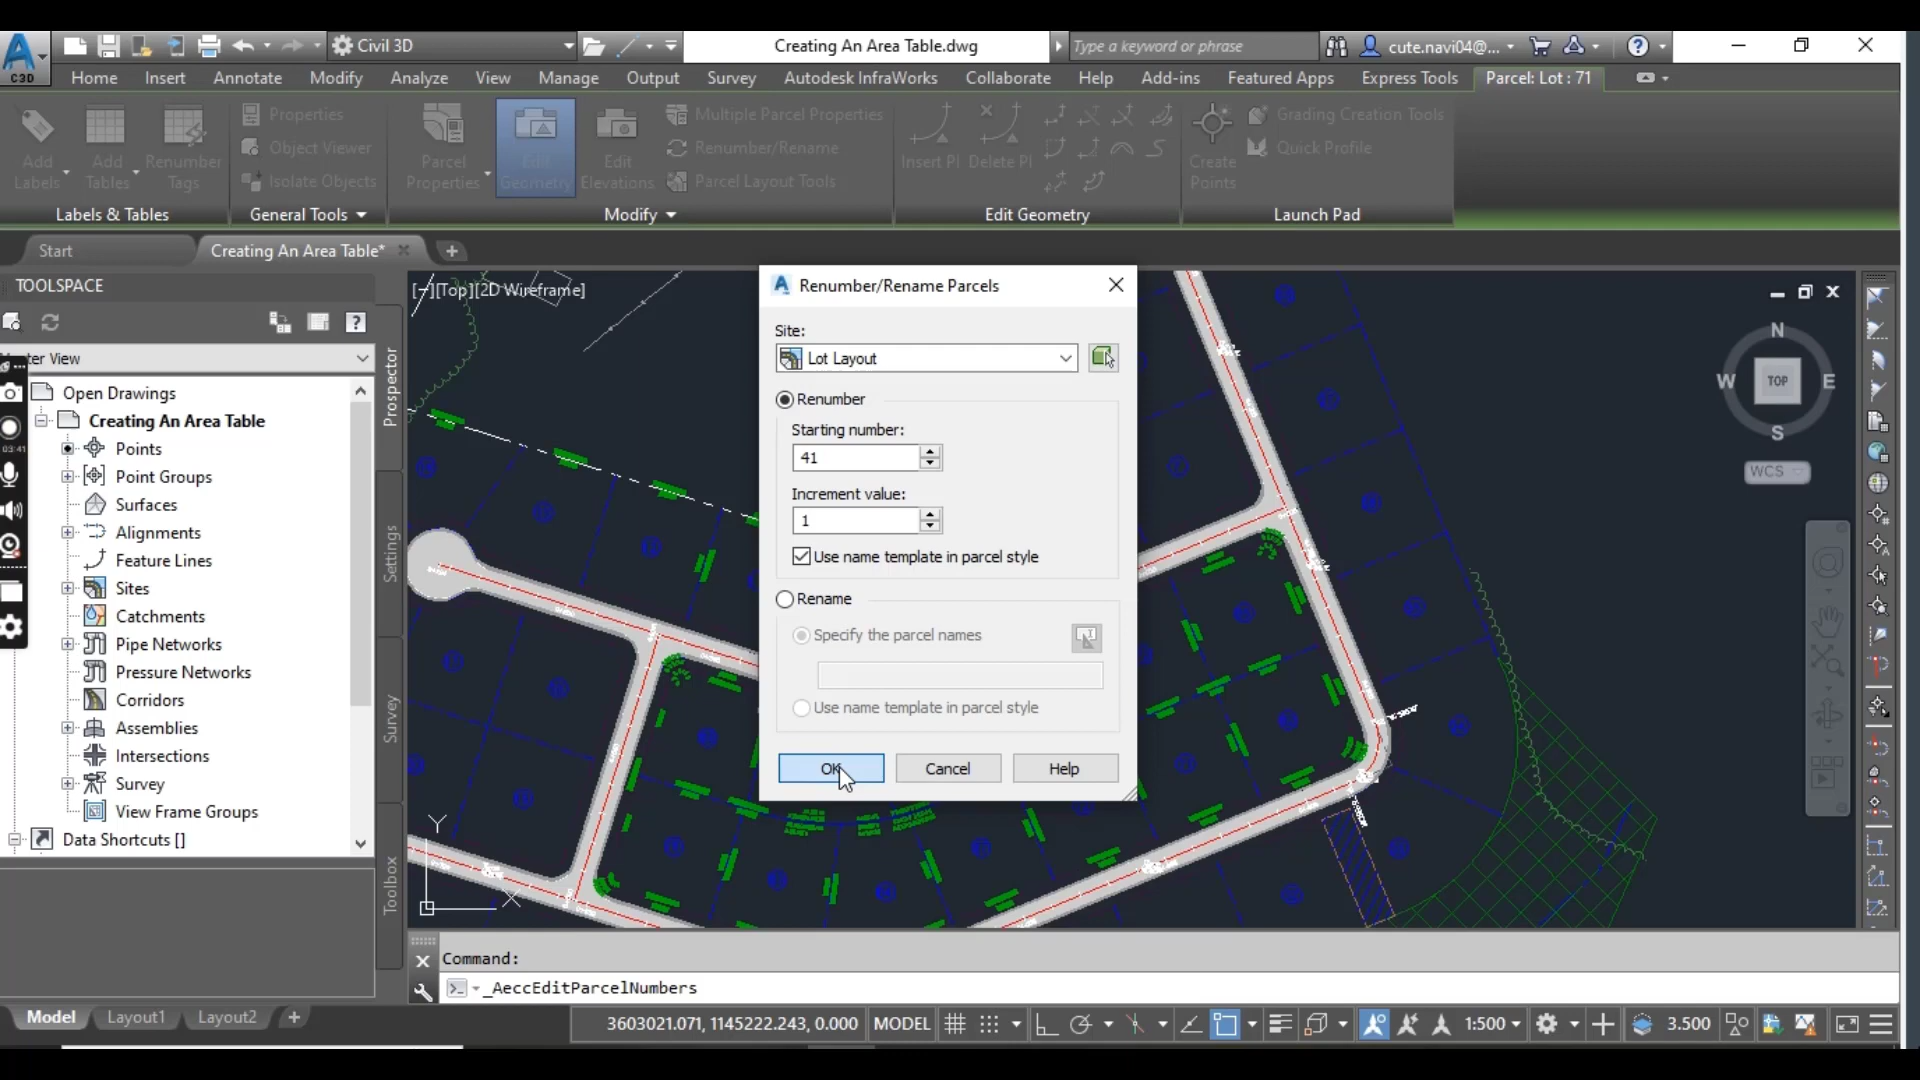 C3D
Civil 3D
Creating An Area Table.dwg
Type a keyword or phrase
cute.navi04@...
Home
Insert
Annotate
Modify
Analyze
View
Manage
Output
Survey
Autodesk InfraWorks
Collaborate
Help
Add-ins
Featured Apps
Express Tools
Parcel: Lot : 71
Add Labels
Add Tables
Renumber Tags
Properties
Object Viewer
Isolate Objects
Parcel Properties
Edit Geometry
Edit Elevations
Multiple Parcel Properties
Renumber/Rename
Parcel Layout Tools
Insert PI
Delete PI
Create Points
Grading Creation Tools
Quick Profile
Labels & Tables
General Tools
Modify
Edit Geometry
Launch Pad
Start
Creating An Area Table*
TOOLSPACE
ter View
Open Drawings
Creating An Area Table
Points
Point Groups
Surfaces
Alignments
Feature Lines
Sites
Catchments
Pipe Networks
Pressure Networks
Corridors
Assemblies
Intersections
Survey
View Frame Groups
Data Shortcuts []
03:41
Prospector
Settings
Survey
Toolbox
[−][Top][2D Wireframe]
Renumber/Rename Parcels
Site:
Lot Layout
Renumber
Starting number:
41
Increment value:
1
Use name template in parcel style
Rename
Specify the parcel names
Use name template in parcel style
OK
Cancel
Help
N
W
TOP
E
S
WCS
Y
X
Command:
_AeccEditParcelNumbers
Model
Layout1
Layout2
3603021.071, 1145222.243, 0.000
MODEL
1:500
3.500